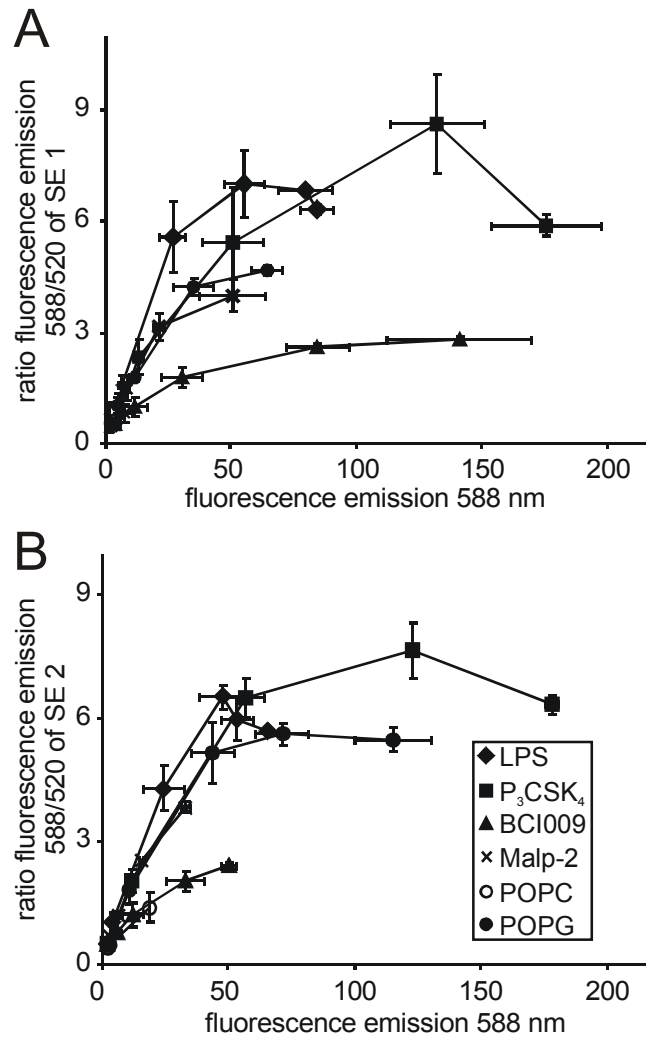 A
ratio fluorescence emission
588/520 of SE 1
9
6
3
0
0 50 100 150 200
fluorescence emission 588 nm
B
ratio fluorescence emission
588/520 of SE 2
9
6
3
0
0 50 100 150 200
fluorescence emission 588 nm
LPS
P₃CSK₄
BCI009
Malp-2
POPC
POPG